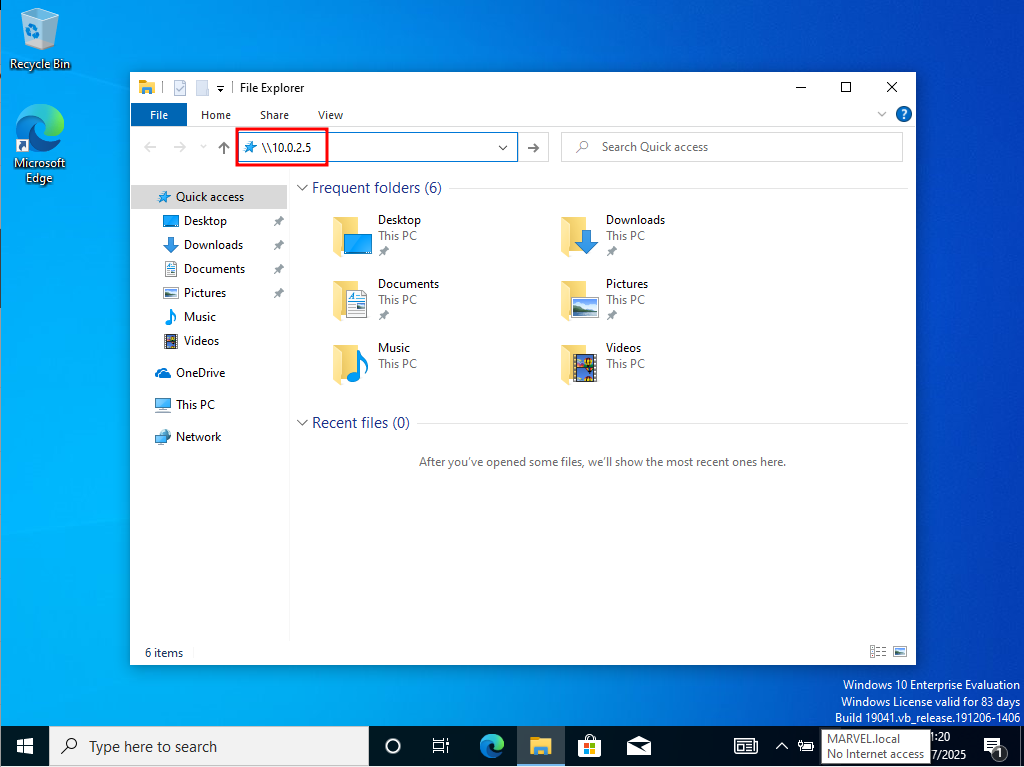 Recycle Bin
Microsoft
Edge
File Explorer
File
Home
Share
View
\\10.0.2.5
Search Quick access
Quick access
Desktop
Downloads
Documents
Pictures
Music
Videos
OneDrive
This PC
Network
Frequent folders (6)
Desktop
This PC
Downloads
This PC
Documents
This PC
Pictures
This PC
Music
This PC
Videos
This PC
Recent files (0)
After you've opened some files, we'll show the most recent ones here.
6 items
Windows 10 Enterprise Evaluation
Windows License valid for 83 days
Build 19041.vb_release.191206-1406
Type here to search
MARVEL.local
No Internet access
1:20
7/2025
1